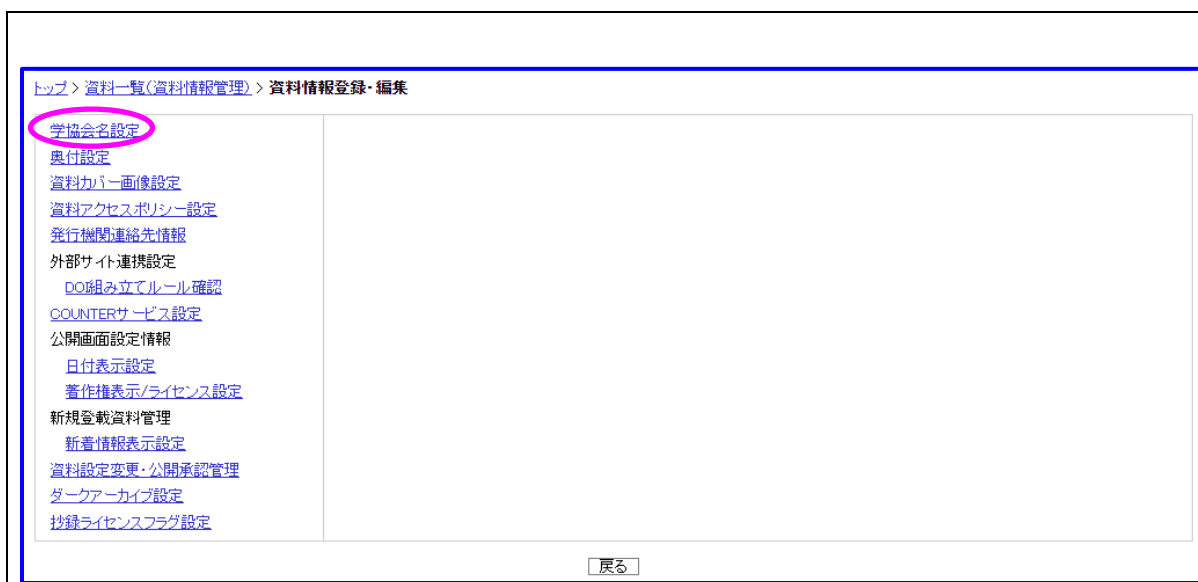 トップ > 資料一覧(資料情報管理) > 資料情報登録・編集
学協会名設定
奥付設定
資料カバー画像設定
資料アクセスポリシー設定
発行機関連絡先情報
外部サイト連携設定
DOI組み立てルール確認
COUNTERサービス設定
公開画面設定情報
日付表示設定
著作権表示/ライセンス設定
新規登載資料管理
新着情報表示設定
資料設定変更・公開承認管理
ダークアーカイブ設定
抄録ライセンスフラグ設定
戻る